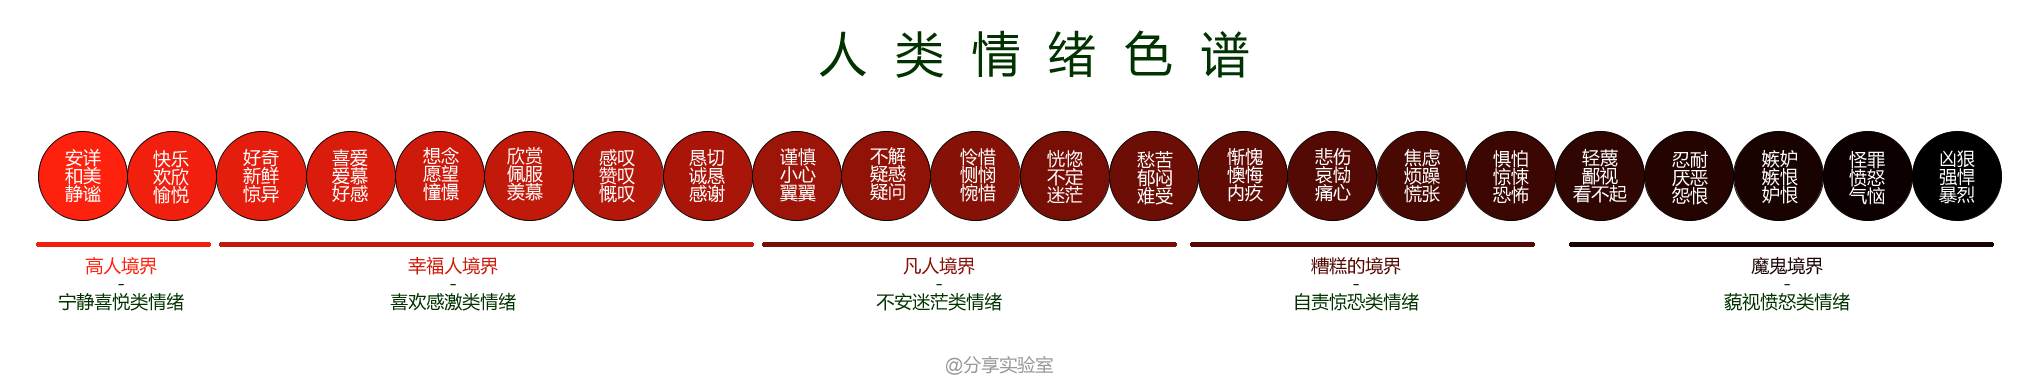 人类情绪色谱
安详
和美
静谧
快乐
欢欣
愉悦
好奇
新鲜
惊异
喜爱
爱慕
好感
想念
愿望
憧憬
欣赏
佩服
羡慕
感叹
赞叹
慨叹
恳切
诚恳
感谢
谨慎
小心
翼翼
不解
疑惑
疑问
怜惜
恻悯
惋惜
恍惚
不定
迷茫
愁苦
郁闷
难受
惭愧
懊悔
内疚
悲伤
哀恸
痛心
焦虑
烦躁
慌张
惧怕
惊悚
恐怖
轻蔑
鄙视
看不起
忍耐
厌恶
怨恨
嫉妒
嫉恨
妒恨
怪罪
愤怒
气恼
凶狠
强悍
暴烈
高人境界
-
宁静喜悦类情绪
幸福人境界
-
喜欢感激类情绪
凡人境界
-
不安迷茫类情绪
糟糕的境界
-
自责惊恐类情绪
魔鬼境界
-
藐视愤怒类情绪
@分享实验室